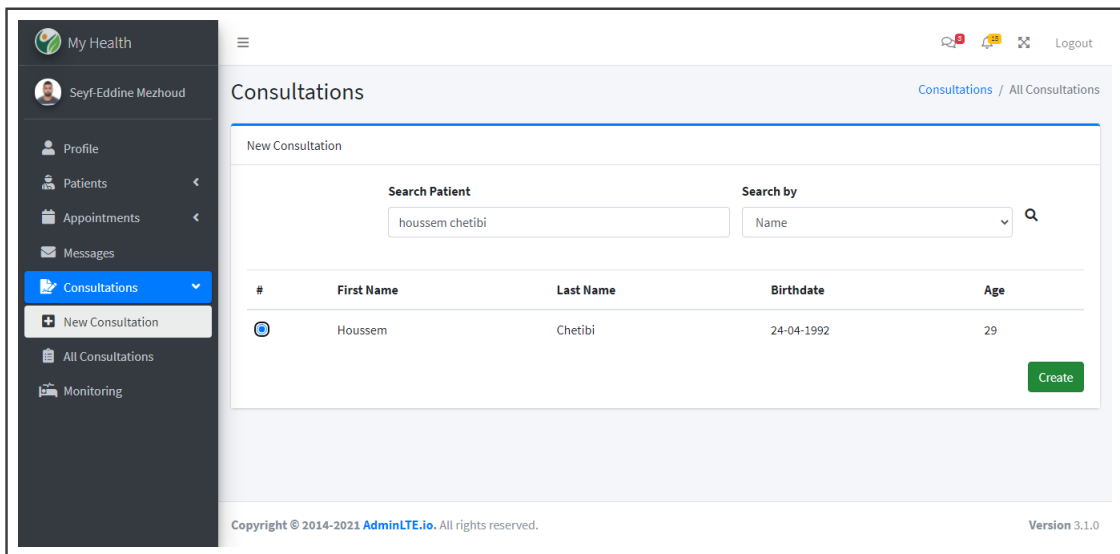 My Health
3
15
Logout
Seyf-Eddine Mezhoud
Consultations
Consultations / All Consultations
Profile
Patients
Appointments
Messages
Consultations
New Consultation
All Consultations
Monitoring
New Consultation
Search Patient Search by
houssem chetibi Name
# First Name Last Name Birthdate Age
Houssem Chetibi 24-04-1992 29
Create
Copyright © 2014-2021 AdminLTE.io. All rights reserved. Version 3.1.0